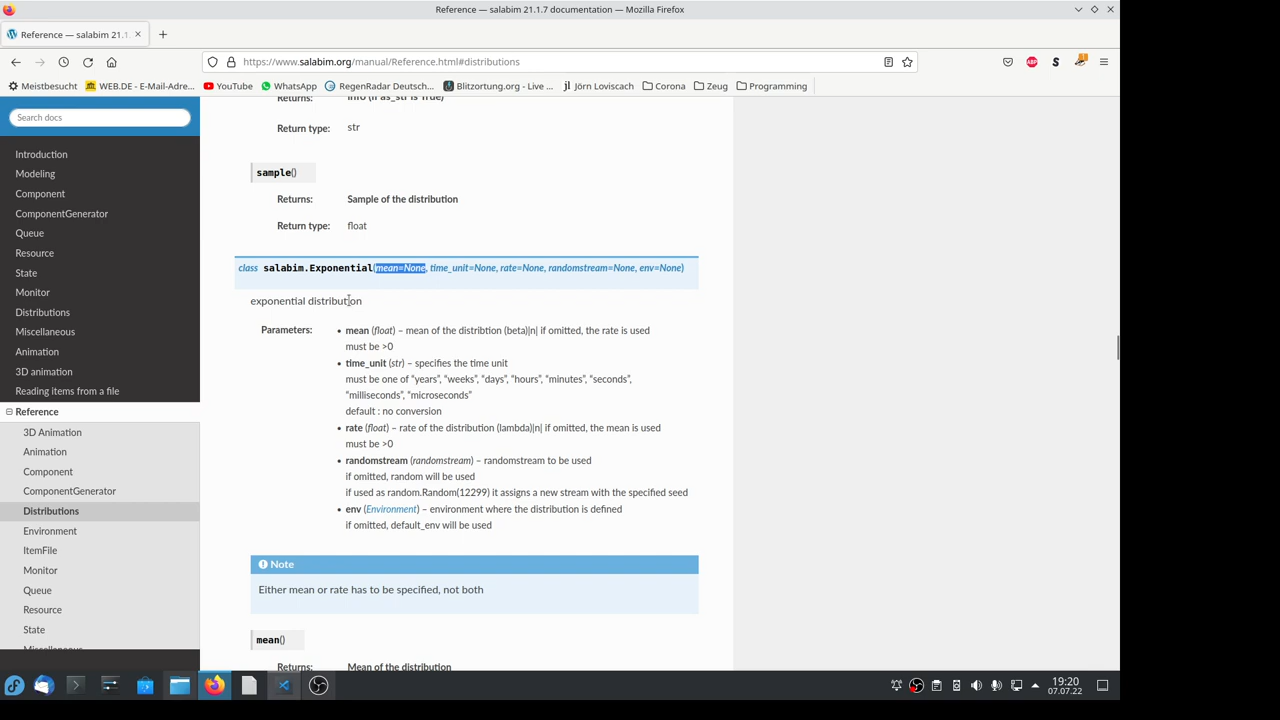 Reference — salabim 21.1.7 documentation — Mozilla Firefox
Reference — salabim 21.1.
https://www.salabim.org/manual/Reference.html#distributions
Meistbesucht
WEB.DE - E-Mail-Adre...
YouTube
WhatsApp
RegenRadar Deutsch...
Blitzortung.org - Live ...
jl Jörn Loviscach
Corona
Zeug
Programming
Search docs
Introduction
Modeling
Component
ComponentGenerator
Queue
Resource
State
Monitor
Distributions
Miscellaneous
Animation
3D animation
Reading items from a file
Reference
3D Animation
Animation
Component
ComponentGenerator
Distributions
Environment
ItemFile
Monitor
Queue
Resource
State
Miscellaneous
Returns: info (if as_str is True)
Return type: str
sample()
Returns: Sample of the distribution
Return type: float
class salabim.Exponential(mean=None, time_unit=None, rate=None, randomstream=None, env=None)
exponential distribution
Parameters:
• mean (float) – mean of the distribtion (beta)|n| if omitted, the rate is used
must be >0
• time_unit (str) – specifies the time unit
must be one of “years”, “weeks”, “days”, “hours”, “minutes”, “seconds”,
“milliseconds”, “microseconds”
default : no conversion
• rate (float) – rate of the distribution (lambda)|n| if omitted, the mean is used
must be >0
• randomstream (randomstream) – randomstream to be used
if omitted, random will be used
if used as random.Random(12299) it assigns a new stream with the specified seed
• env (Environment) – environment where the distribution is defined
if omitted, default_env will be used
Note
Either mean or rate has to be specified, not both
mean()
Returns: Mean of the distribution
19:20
07.07.22